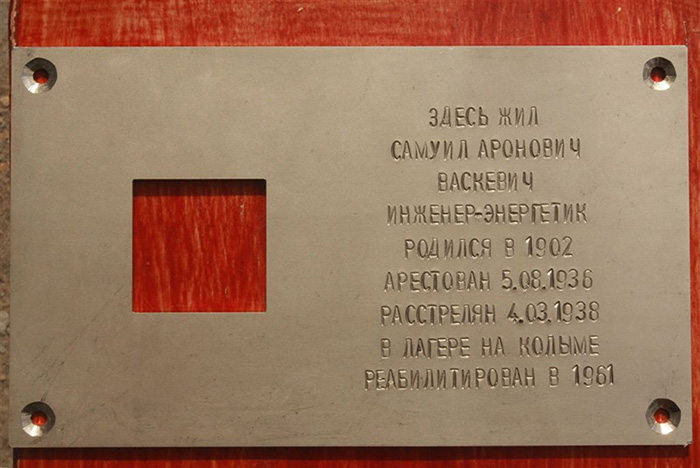 ЗДЕСЬ ЖИЛ
САМУИЛ АРОНОВИЧ
ВАСКЕВИЧ
ИНЖЕНЕР-ЭНЕРГЕТИК
РОДИЛСЯ В 1902
АРЕСТОВАН 5.08.1936
РАССТРЕЛЯН 4.03.1938
В ЛАГЕРЕ НА КОЛЫМЕ
РЕАБИЛИТИРОВАН В 1961